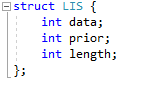 struct LIS {
    int data;
    int prior;
    int length;
};